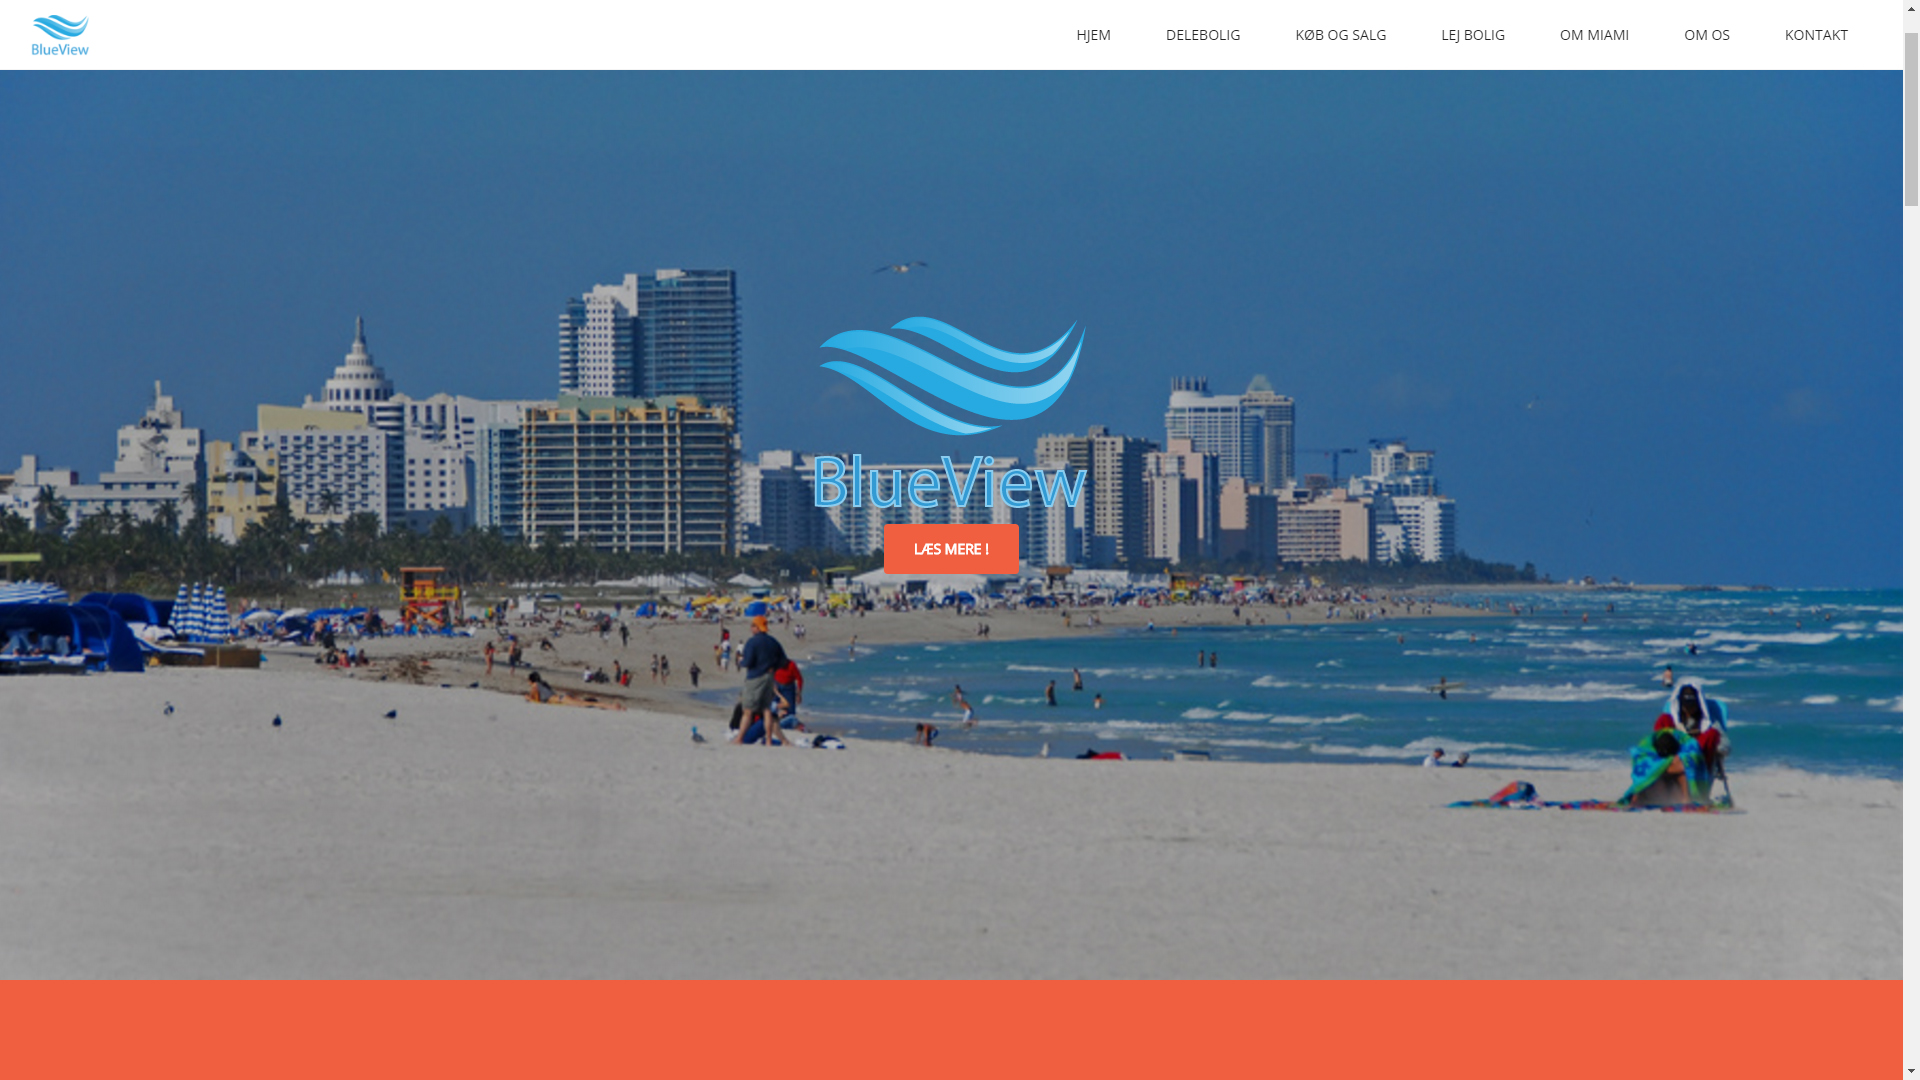 BlueView
HJEM
DELEBOLIG
KØB OG SALG
LEJ BOLIG
OM MIAMI
OM OS
KONTAKT
BlueView
LÆS MERE !